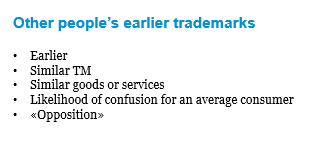 Other people's earlier trademarks
• Earlier
• Similar TM
• Similar goods or services
• Likelihood of confusion for an average consumer
• «Opposition»